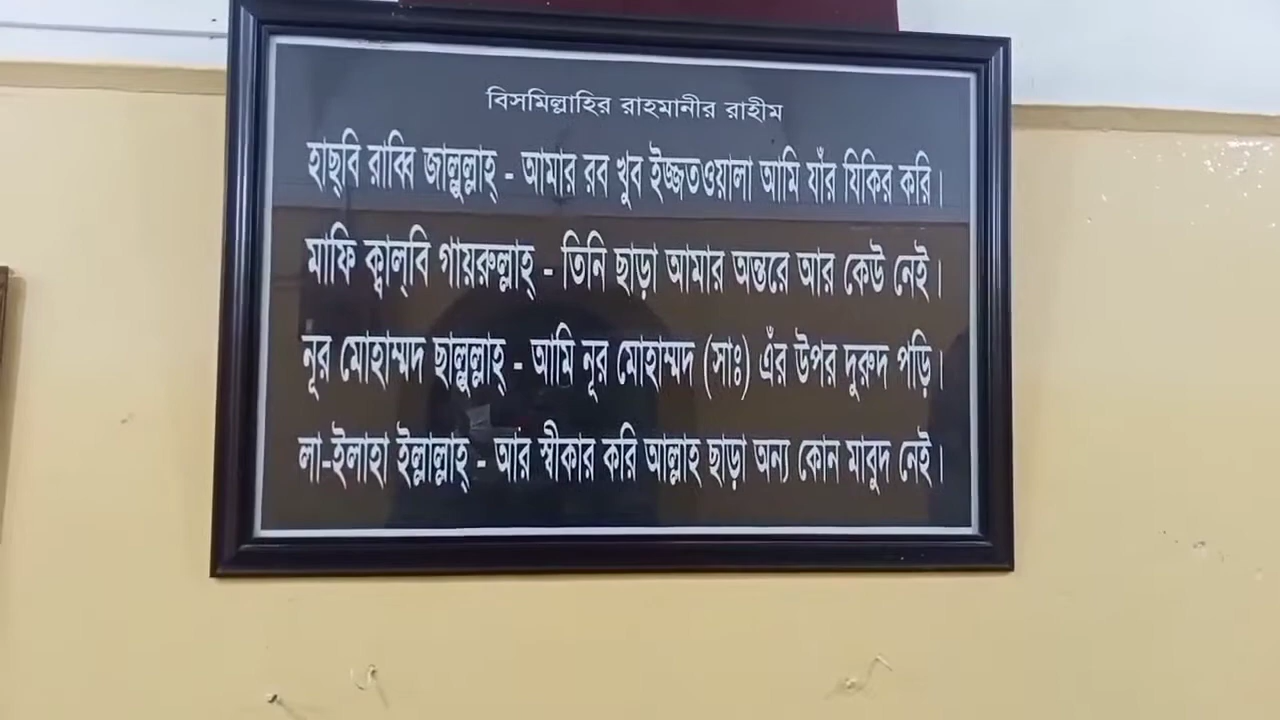 বিসমিল্লাহির রাহমানীর রাহীম
হাছ্‌বি রাব্বি জাল্লুল্লাহ্ - আমার রব খুব ইজ্জতওয়ালা আমি যাঁর যিকির করি।
মাফি ক্বাল্‌বি গায়রুল্লাহ্ - তিনি ছাড়া আমার অন্তরে আর কেউ নেই।
নূর মোহাম্মদ ছাল্লুল্লাহ্ - আমি নূর মোহাম্মদ (সাঃ) এঁর উপর দুরুদ পড়ি।
লা-ইলাহা ইল্লাল্লাহ্ - আর স্বীকার করি আল্লাহ ছাড়া অন্য কোন মাবুদ নেই।